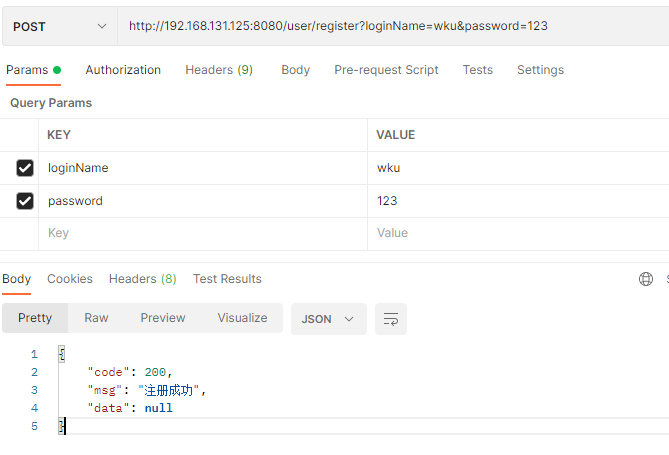 POST http://192.168.131.125:8080/user/register?loginName=wku&password=123
Params Authorization Headers (9) Body Pre-request Script Tests Settings
Query Params
KEY VALUE
loginName wku
password 123
Key Value
Body Cookies Headers (8) Test Results
Pretty Raw Preview Visualize JSON
1 {
2 "code": 200,
3 "msg": "注册成功",
4 "data": null
5 }